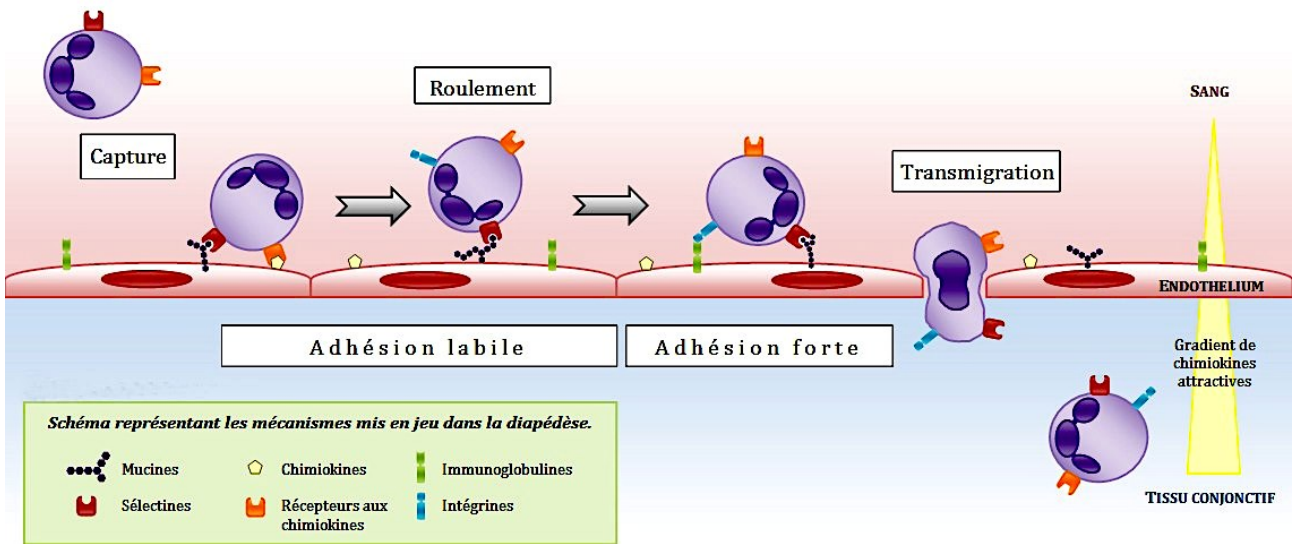 SANG
Roulement
Capture
Transmigration
ENDOTHELIUM
Adhésion labile
Adhésion forte
Gradient de
chimiokines
attractives
Schéma représentant les mécanismes mis en jeu dans la diapédèse.
Mucines
Chimiokines
Immunoglobulines
Sélectines
Récepteurs aux
chimiokines
Intégrines
TISSU CONJONCTIF